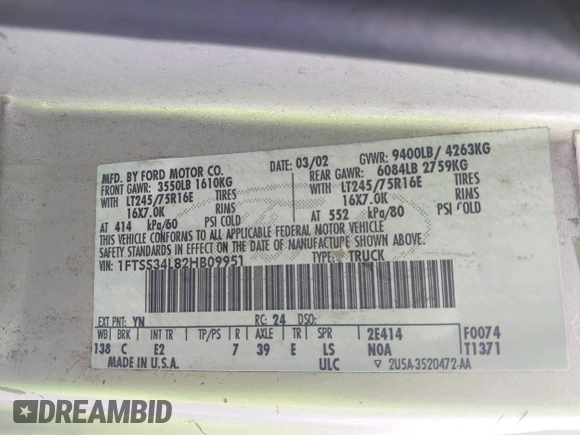 MFD. BY FORD MOTOR CO.
DATE: 03/02 GVWR: 9400LB/ 4263KG
FRONT GAWR: 3550LB 1610KG
REAR GAWR: 6084LB 2759KG
WITH LT245/75R16E
WITH LT245/75R16E
16X7.0K RIMS
16X7.0K RIMS
AT 414 kPa/60 PSI COLD
AT 552 kPa/80 PSI COLD
THIS VEHICLE CONFORMS TO ALL APPLICABLE FEDERAL MOTOR VEHICLE
SAFETY STANDARDS IN EFFECT ON THE DATE OF MANUFACTURE SHOWN ABOVE.
VIN: 1FTSS34L82HB09951 TYPE: TRUCK
EXT PNT: YN RC: 24 DSO:
WB BRK INT TR TP/PS R AXLE TR SPR 2E414 F0074
138 C E2 7 39 E LS N0A T1371
MADE IN U.S.A. ULC ▽ 2U5A-3520472-AA
DREAMBID